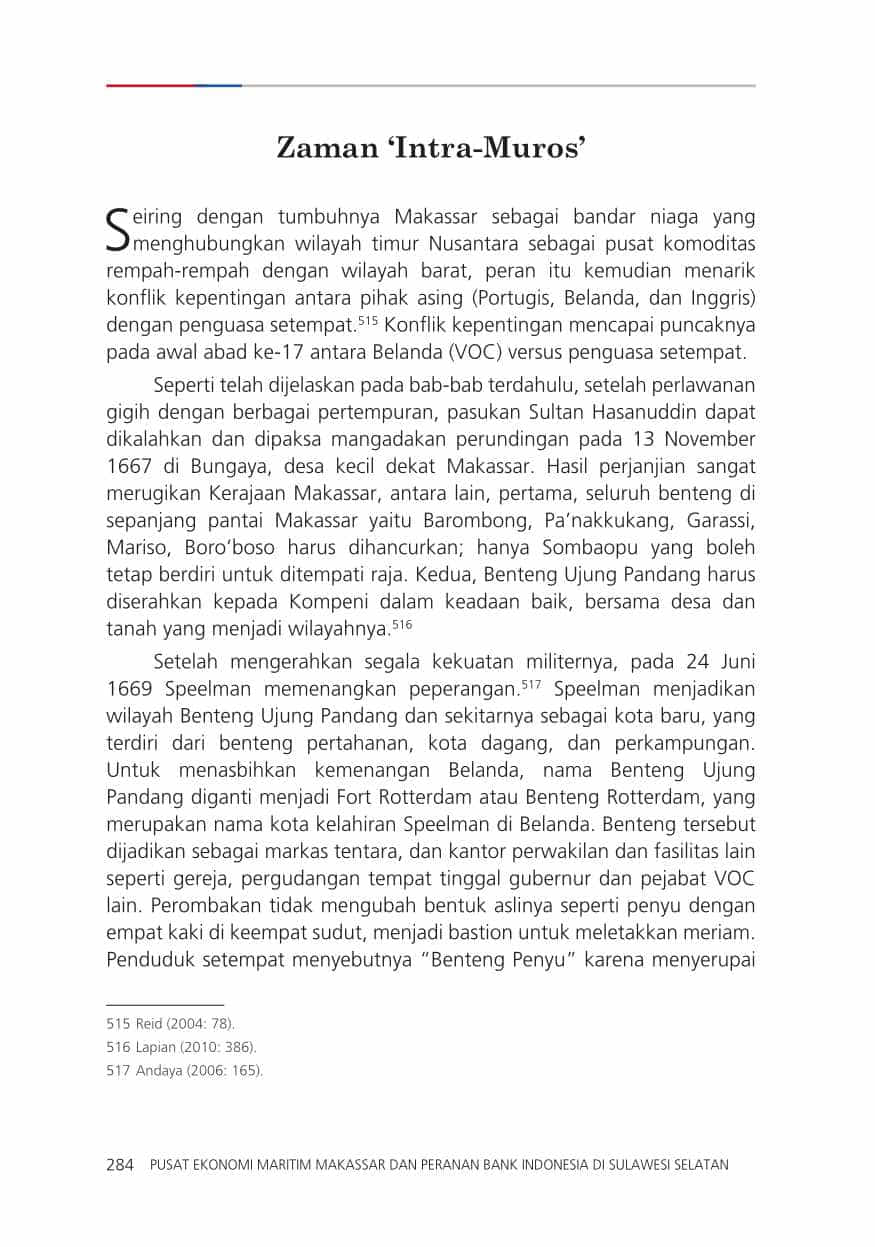 Zaman ‘Intra-Muros’
Seiring dengan tumbuhnya Makassar sebagai bandar niaga yang
menghubungkan wilayah timur Nusantara sebagai pusat komoditas
rempah-rempah dengan wilayah barat, peran itu kemudian menarik
konflik kepentingan antara pihak asing (Portugis, Belanda, dan Inggris)
dengan penguasa setempat.515 Konflik kepentingan mencapai puncaknya
pada awal abad ke-17 antara Belanda (VOC) versus penguasa setempat.
Seperti telah dijelaskan pada bab-bab terdahulu, setelah perlawanan
gigih dengan berbagai pertempuran, pasukan Sultan Hasanuddin dapat
dikalahkan dan dipaksa mangadakan perundingan pada 13 November
1667 di Bungaya, desa kecil dekat Makassar. Hasil perjanjian sangat
merugikan Kerajaan Makassar, antara lain, pertama, seluruh benteng di
sepanjang pantai Makassar yaitu Barombong, Pa’nakkukang, Garassi,
Mariso, Boro‘boso harus dihancurkan; hanya Sombaopu yang boleh
tetap berdiri untuk ditempati raja. Kedua, Benteng Ujung Pandang harus
diserahkan kepada Kompeni dalam keadaan baik, bersama desa dan
tanah yang menjadi wilayahnya.516
Setelah mengerahkan segala kekuatan militernya, pada 24 Juni
1669 Speelman memenangkan peperangan.517 Speelman menjadikan
wilayah Benteng Ujung Pandang dan sekitarnya sebagai kota baru, yang
terdiri dari benteng pertahanan, kota dagang, dan perkampungan.
Untuk menasbihkan kemenangan Belanda, nama Benteng Ujung
Pandang diganti menjadi Fort Rotterdam atau Benteng Rotterdam, yang
merupakan nama kota kelahiran Speelman di Belanda. Benteng tersebut
dijadikan sebagai markas tentara, dan kantor perwakilan dan fasilitas lain
seperti gereja, pergudangan tempat tinggal gubernur dan pejabat VOC
lain. Perombakan tidak mengubah bentuk aslinya seperti penyu dengan
empat kaki di keempat sudut, menjadi bastion untuk meletakkan meriam.
Penduduk setempat menyebutnya “Benteng Penyu” karena menyerupai
515 Reid (2004: 78).
516 Lapian (2010: 386).
517 Andaya (2006: 165).
284 PUSAT EKONOMI MARITIM MAKASSAR DAN PERANAN BANK INDONESIA DI SULAWESI SELATAN